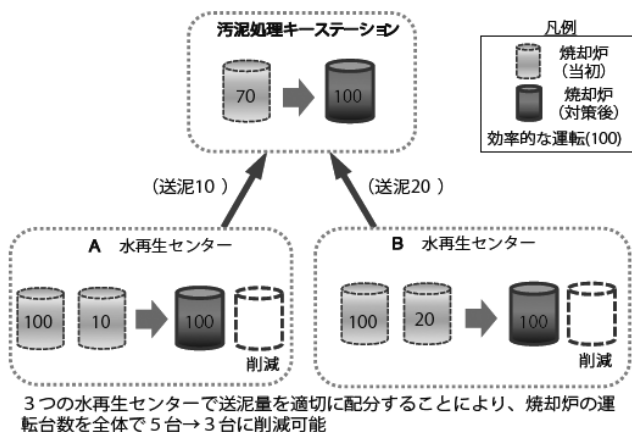 汚泥処理キーステーション
70
100
凡例
焼却炉
（当初）
焼却炉
（対策後）
効率的な運転(100)
（送泥10 ）
（送泥20 ）
A 水再生センター
100
10
100
削減
B 水再生センター
100
20
100
削減
３つの水再生センターで送泥量を適切に配分することにより、焼却炉の運
転台数を全体で５台→３台に削減可能